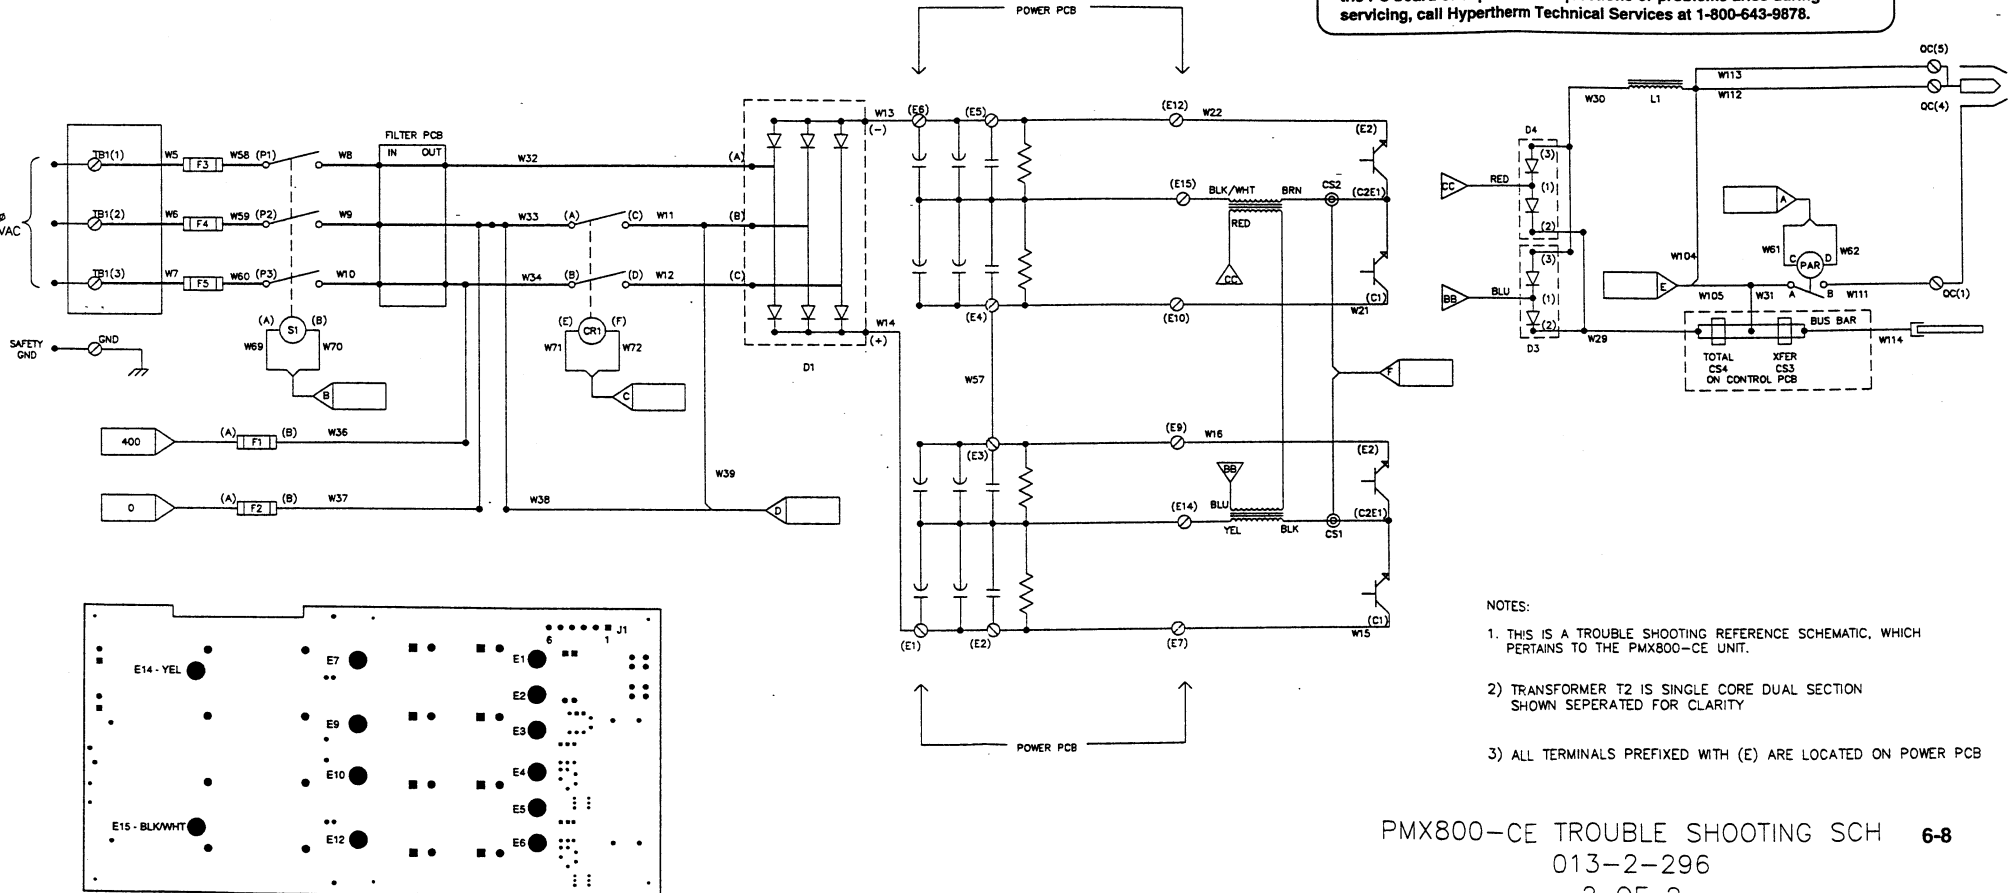 servicing, call Hypertherm Technical Services at 1-800-643-9878.
POWER PCB
VAC
TB1(1)
W5
F3
W58
(P1)
W8
FILTER PCB
IN OUT
W32
(A)
TB1(2)
W6
F4
W59
(P2)
W9
W33
(A)
(C)
W11
(B)
TB1(3)
W7
F5
W60
(P3)
W10
W34
(B)
(D)
W12
(C)
SAFETY
GND
GND
(A)
S1
(B)
W69
W70
B
(E)
CR1
(F)
W71
W72
C
D1
W13
(-)
W14
(+)
400
(A)
F1
(B)
W36
0
(A)
F2
(B)
W37
W38
W39
D
(E6)
(E5)
(E12)
W22
(E2)
(E15)
BLK/WHT
BRN
CS2
(C2E1)
RED
CC
(E4)
(E10)
(C1)
W21
W57
F
(E9)
W16
(E3)
(E2)
BB
BLU
(E14)
YEL
BLK
CS1
(C2E1)
(C1)
W15
(E1)
(E2)
(E7)
POWER PCB
QC(5)
W113
W30
L1
W112
QC(4)
D4
(3)
CC
RED
(1)
(2)
A
W61
W62
C
D
PAR
W104
(3)
BB
BLU
(1)
(2)
D3
E
W105
W31
A
B
W111
QC(1)
BUS BAR
W29
W114
TOTAL
CS4
XFER
CS3
ON CONTROL PCB
J1
6
1
E14 - YEL
E7
E1
E2
E9
E3
E10
E4
E5
E15 - BLK/WHT
E12
E6
NOTES:
1. THIS IS A TROUBLE SHOOTING REFERENCE SCHEMATIC, WHICH
PERTAINS TO THE PMX800-CE UNIT.
2) TRANSFORMER T2 IS SINGLE CORE DUAL SECTION
SHOWN SEPERATED FOR CLARITY
3) ALL TERMINALS PREFIXED WITH (E) ARE LOCATED ON POWER PCB
PMX800-CE TROUBLE SHOOTING SCH 6-8
013-2-296